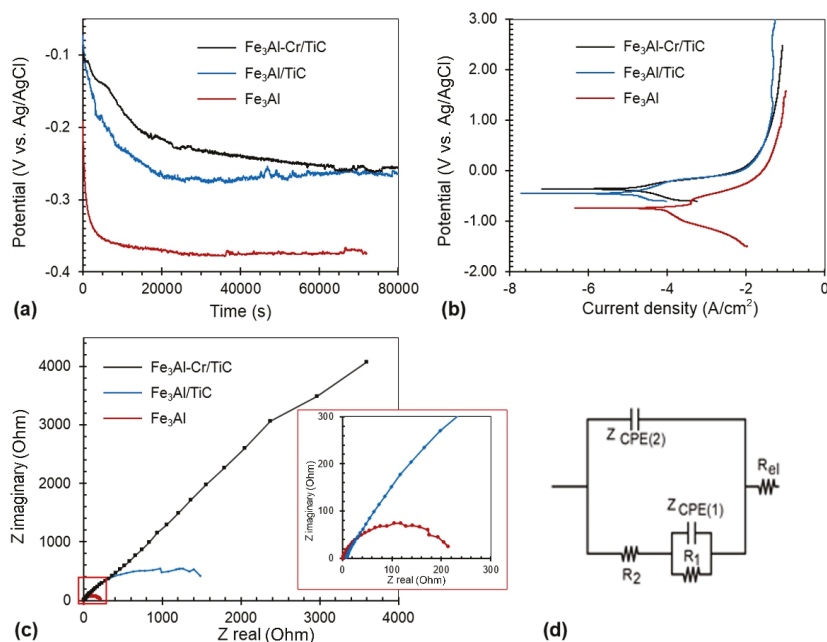 -0.1
-0.2
-0.3
-0.4
Potential (V vs. Ag/AgCl)
Fe₃Al-Cr/TiC
Fe₃Al/TiC
Fe₃Al
0
20000
40000
60000
80000
Time (s)
(a)
3.00
2.00
1.00
0.00
-1.00
-2.00
Potential (V vs. Ag/AgCl)
Fe₃Al-Cr/TiC
Fe₃Al/TiC
Fe₃Al
-8
-6
-4
-2
0
Current density (A/cm²)
(b)
4000
3000
2000
1000
0
Z imaginary (Ohm)
Fe₃Al-Cr/TiC
Fe₃Al/TiC
Fe₃Al
0
1000
2000
3000
4000
Z real (Ohm)
(c)
300
200
100
0
Z imaginary (Ohm)
0
100
200
300
Z real (Ohm)
Z CPE(2)
Rel
Z CPE(1)
R₁
R₂
(d)